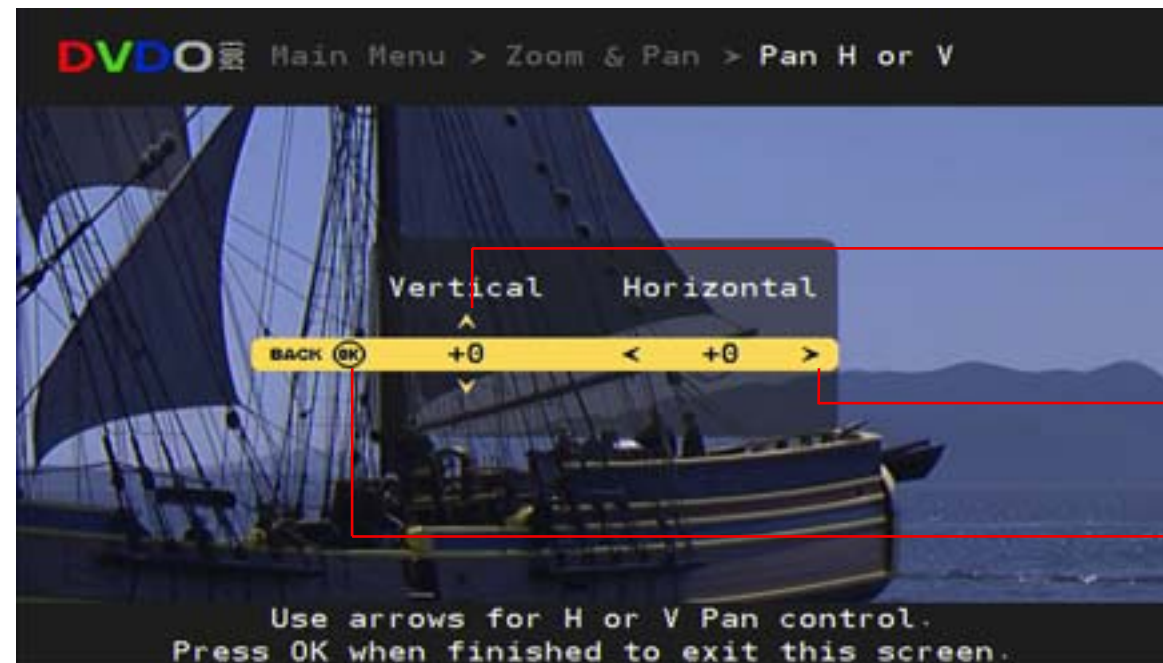 DVDO Main Menu > Zoom & Pan > Pan H or V
Vertical Horizontal
BACK OK +0 < +0 >
Use arrows for H or V Pan control.
Press OK when finished to exit this screen.